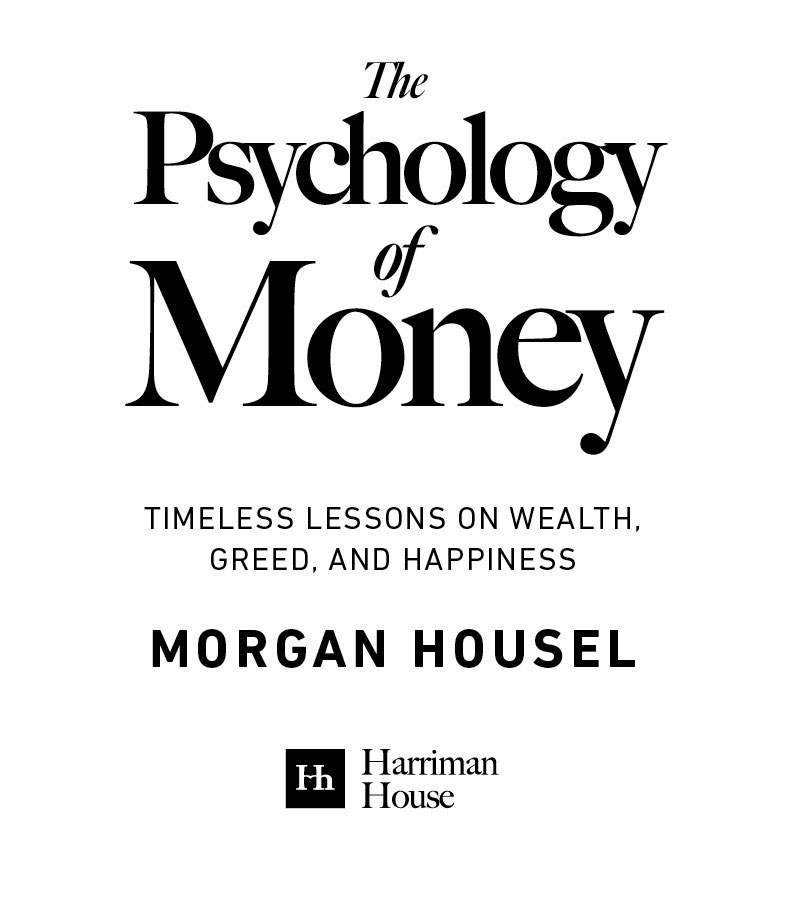 The
Psychology
of
Money
TIMELESS LESSONS ON WEALTH,
GREED, AND HAPPINESS
MORGAN HOUSEL
Hh Harriman
House